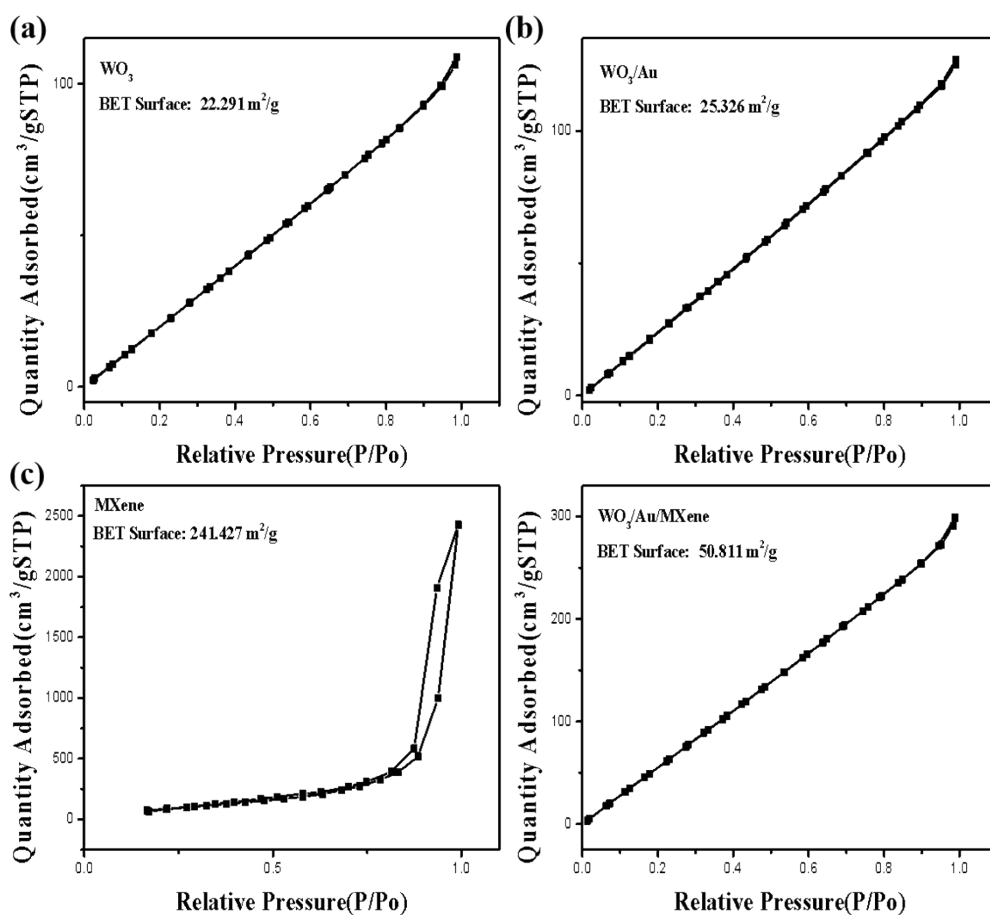 (a)
WO3
BET Surface: 22.291 m2/g
100
0
0.0 0.2 0.4 0.6 0.8 1.0
Quantity Adsorbed(cm3/gSTP)
Relative Pressure(P/Po)
(b)
WO3/Au
BET Surface: 25.326 m2/g
100
0
0.0 0.2 0.4 0.6 0.8 1.0
Quantity Adsorbed(cm3/gSTP)
Relative Pressure(P/Po)
(c)
MXene
BET Surface: 241.427 m2/g
2500
2000
1500
1000
500
0
0.0 0.5 1.0
Quantity Adsorbed(cm3/gSTP)
Relative Pressure(P/Po)
WO3/Au/MXene
BET Surface: 50.811 m2/g
300
200
100
0
0.0 0.2 0.4 0.6 0.8 1.0
Quantity Adsorbed(cm3/gSTP)
Relative Pressure(P/Po)